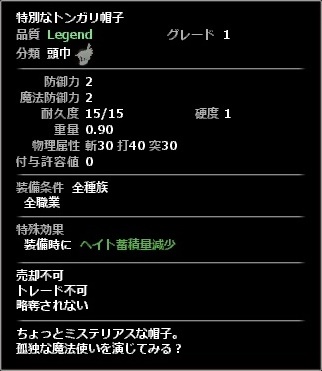 特別なトンガリ帽子
品質 Legend グレード 1
分類 頭巾
防御力 2
魔法防御力 2
耐久度 15/15 硬度 1
重量 0.90
物理属性 斬30 打40 突30
付与許容値 0
装備条件 全種族
全職業
特殊効果
装備時に ヘイト蓄積量減少
売却不可
トレード不可
略奪されない
ちょっとミステリアスな帽子。
孤独な魔法使いを演じてみる？